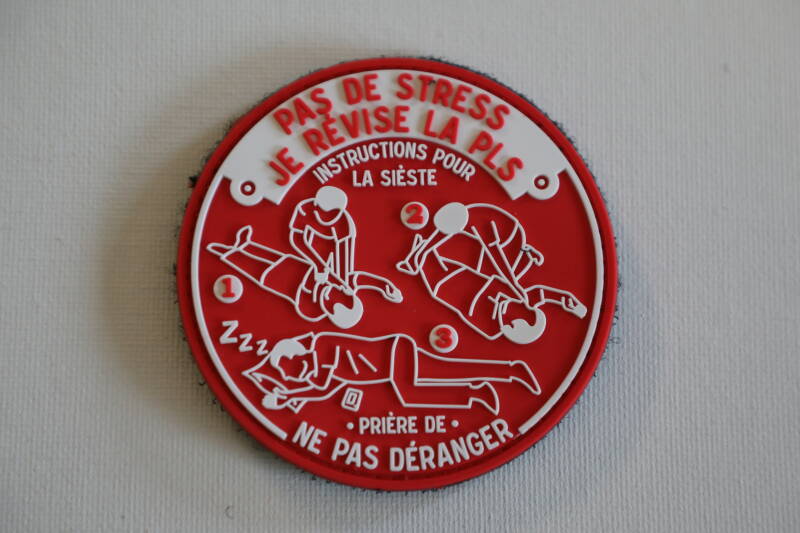 PAS DE STRESS
JE RÉVISE LA PLS
INSTRUCTIONS POUR
LA SIÈSTE
2
1
3
ZZZ
• PRIÈRE DE •
NE PAS DÉRANGER